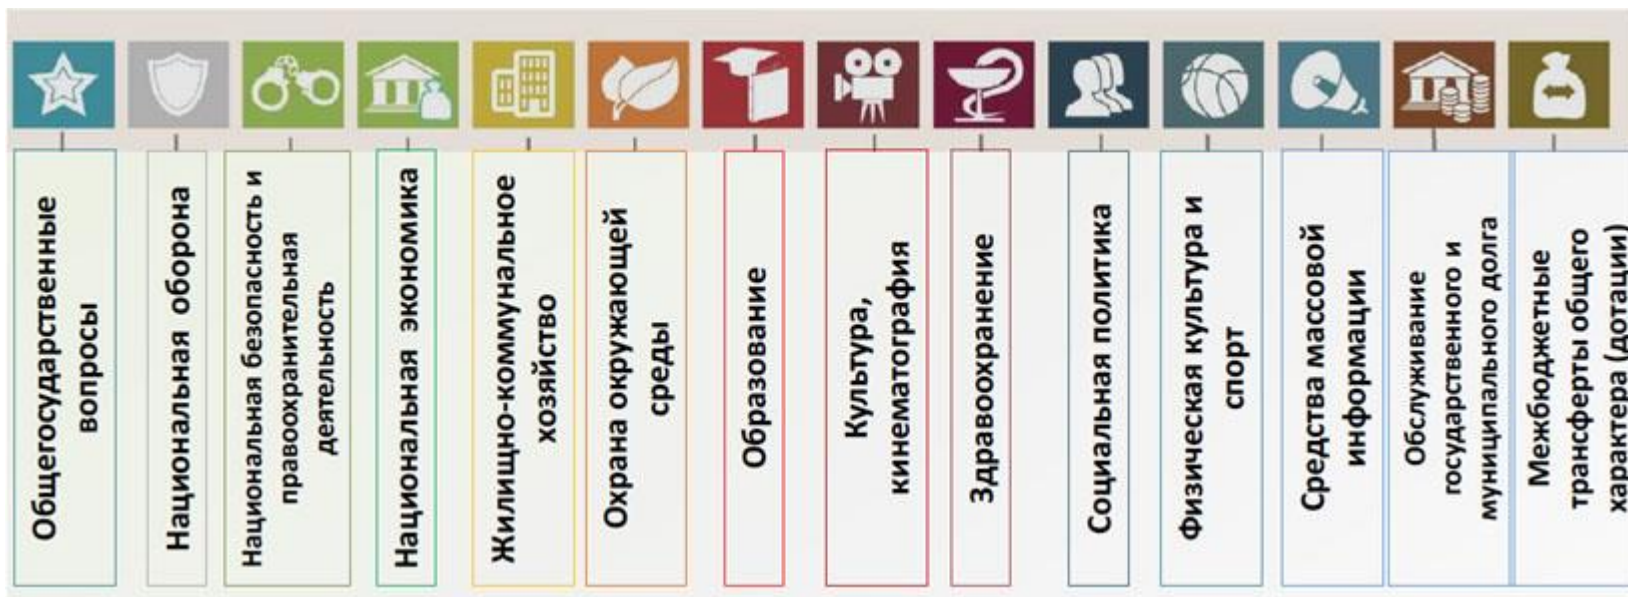 Общегосударственные
вопросы
Национальная оборона
Национальная безопасность и
правоохранительная
деятельность
Национальная экономика
Жилищно-коммунальное
хозяйство
Охрана окружающей
среды
Образование
Культура,
кинематография
Здравоохранение
Социальная политика
Физическая культура и
спорт
Средства массовой
информации
Обслуживание
государственного и
муниципального долга
Межбюджетные
трансферты общего
характера (дотации)